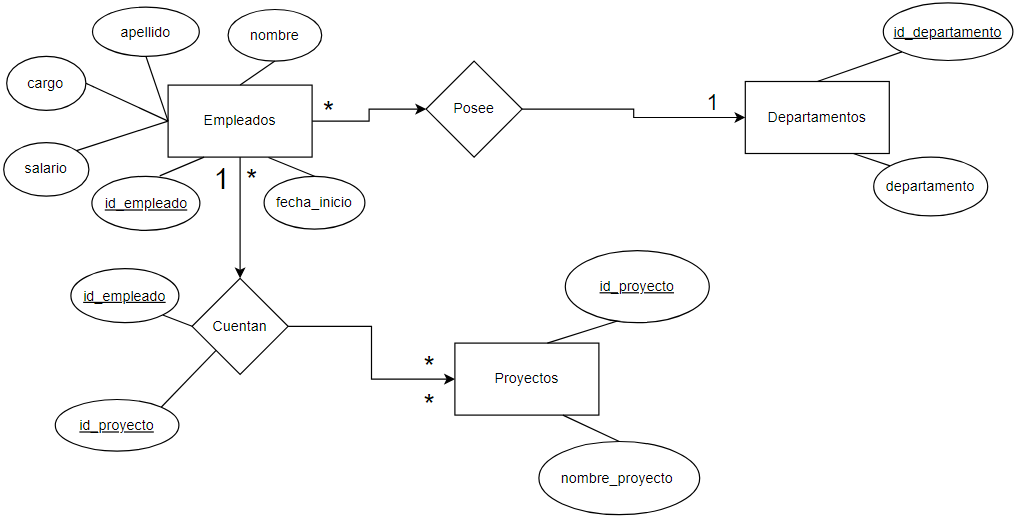 apellido
nombre
id_departamento
cargo
*
1
Posee
Empleados
Departamentos
salario
1
*
departamento
id_empleado
fecha_inicio
id_empleado
id_proyecto
Cuentan
*
Proyectos
*
id_proyecto
nombre_proyecto